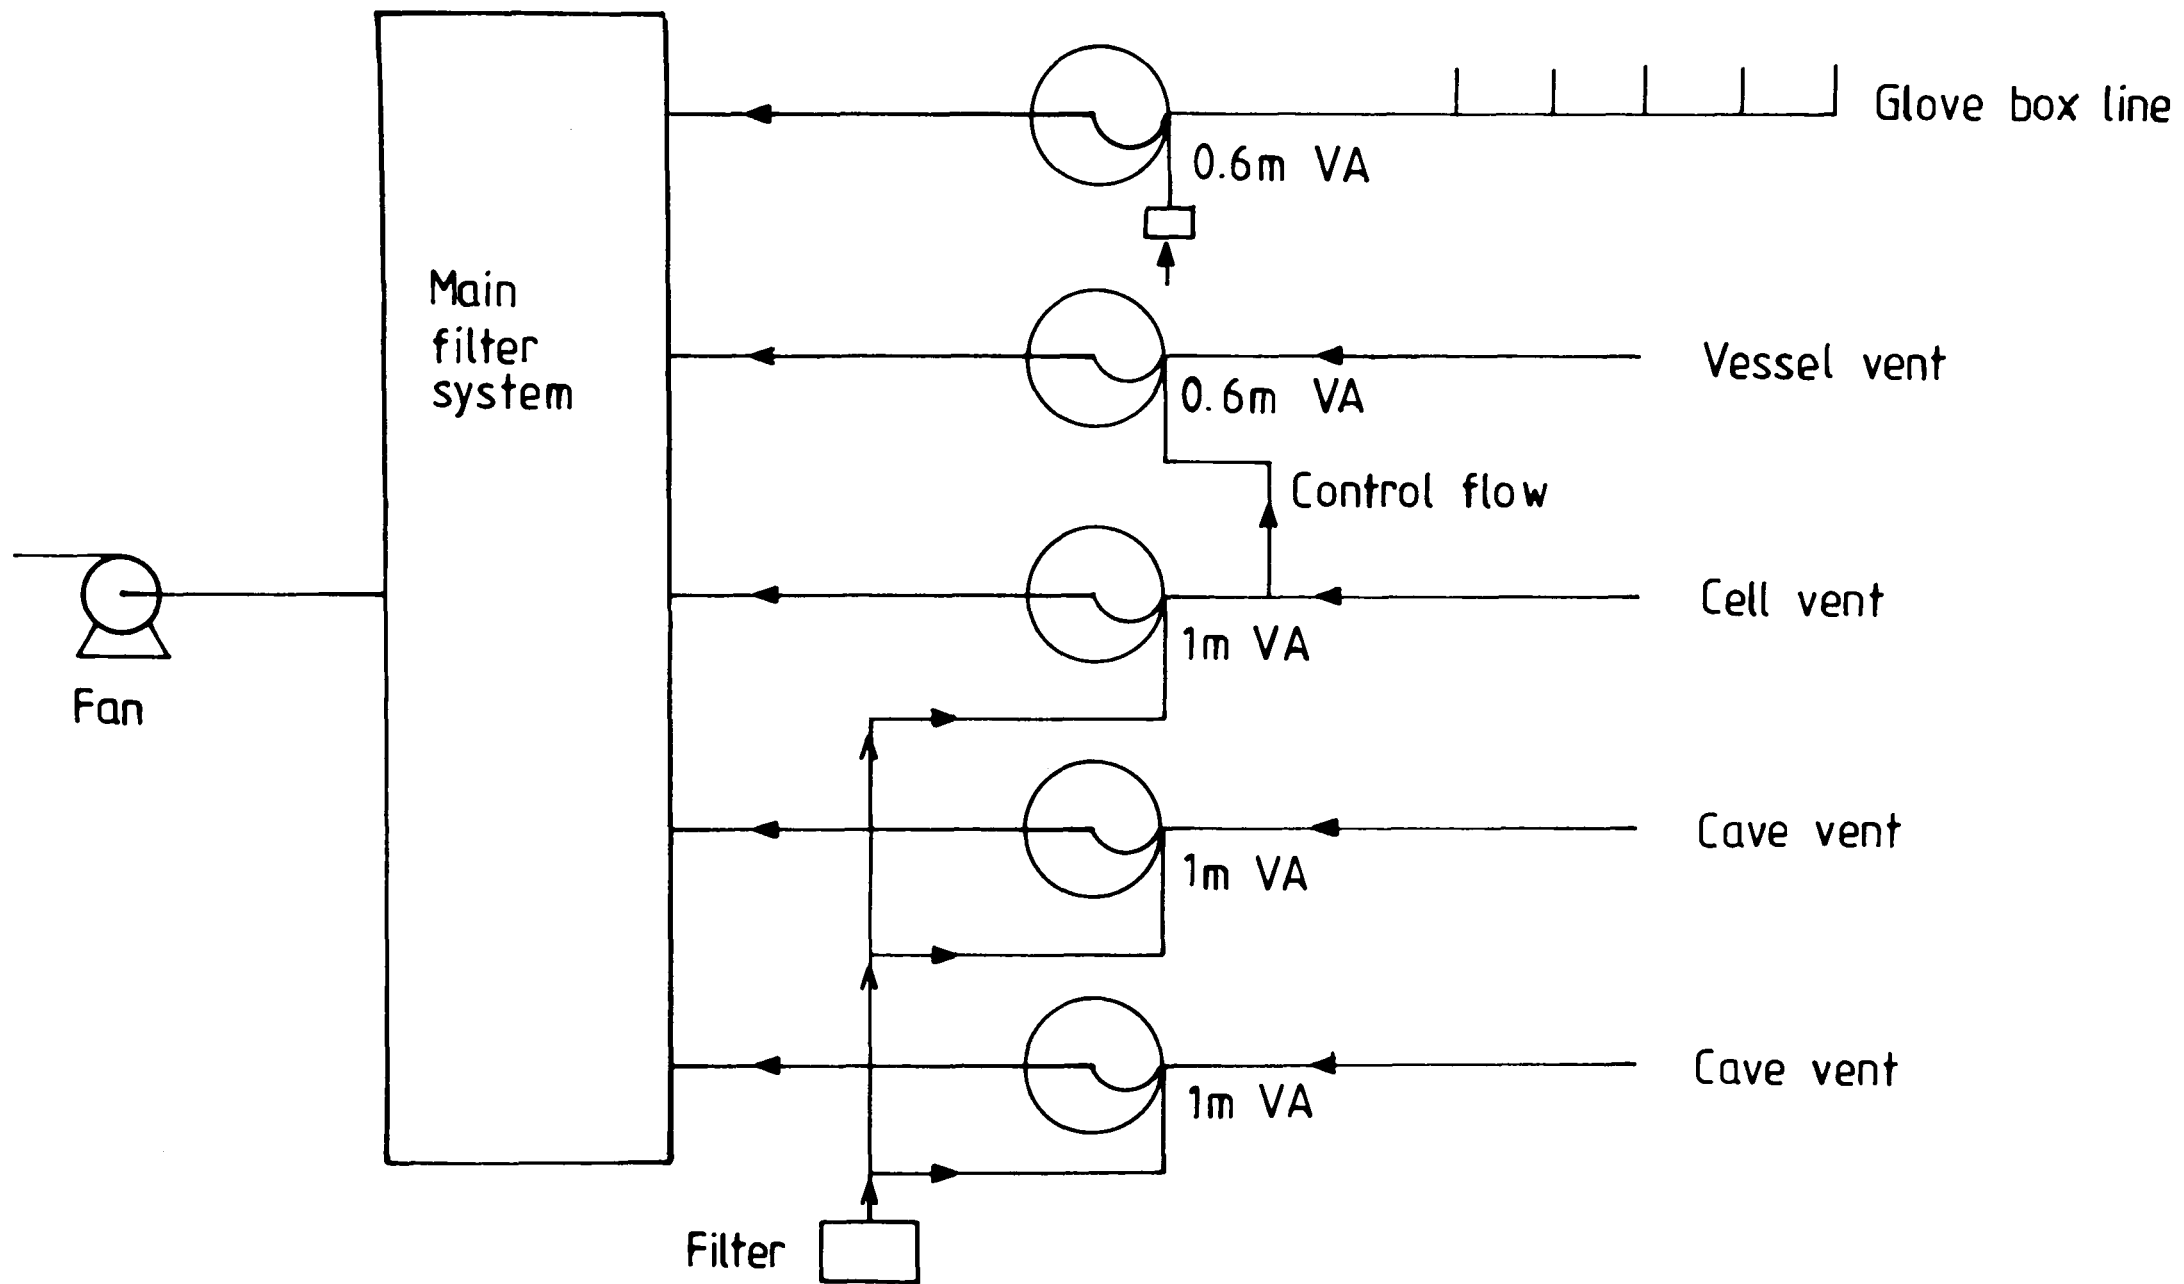 Glove box line
0.6m VA
Main
filter
system
Vessel vent
0.6m VA
Control flow
Cell vent
1m VA
Fan
Cave vent
1m VA
Cave vent
1m VA
Filter